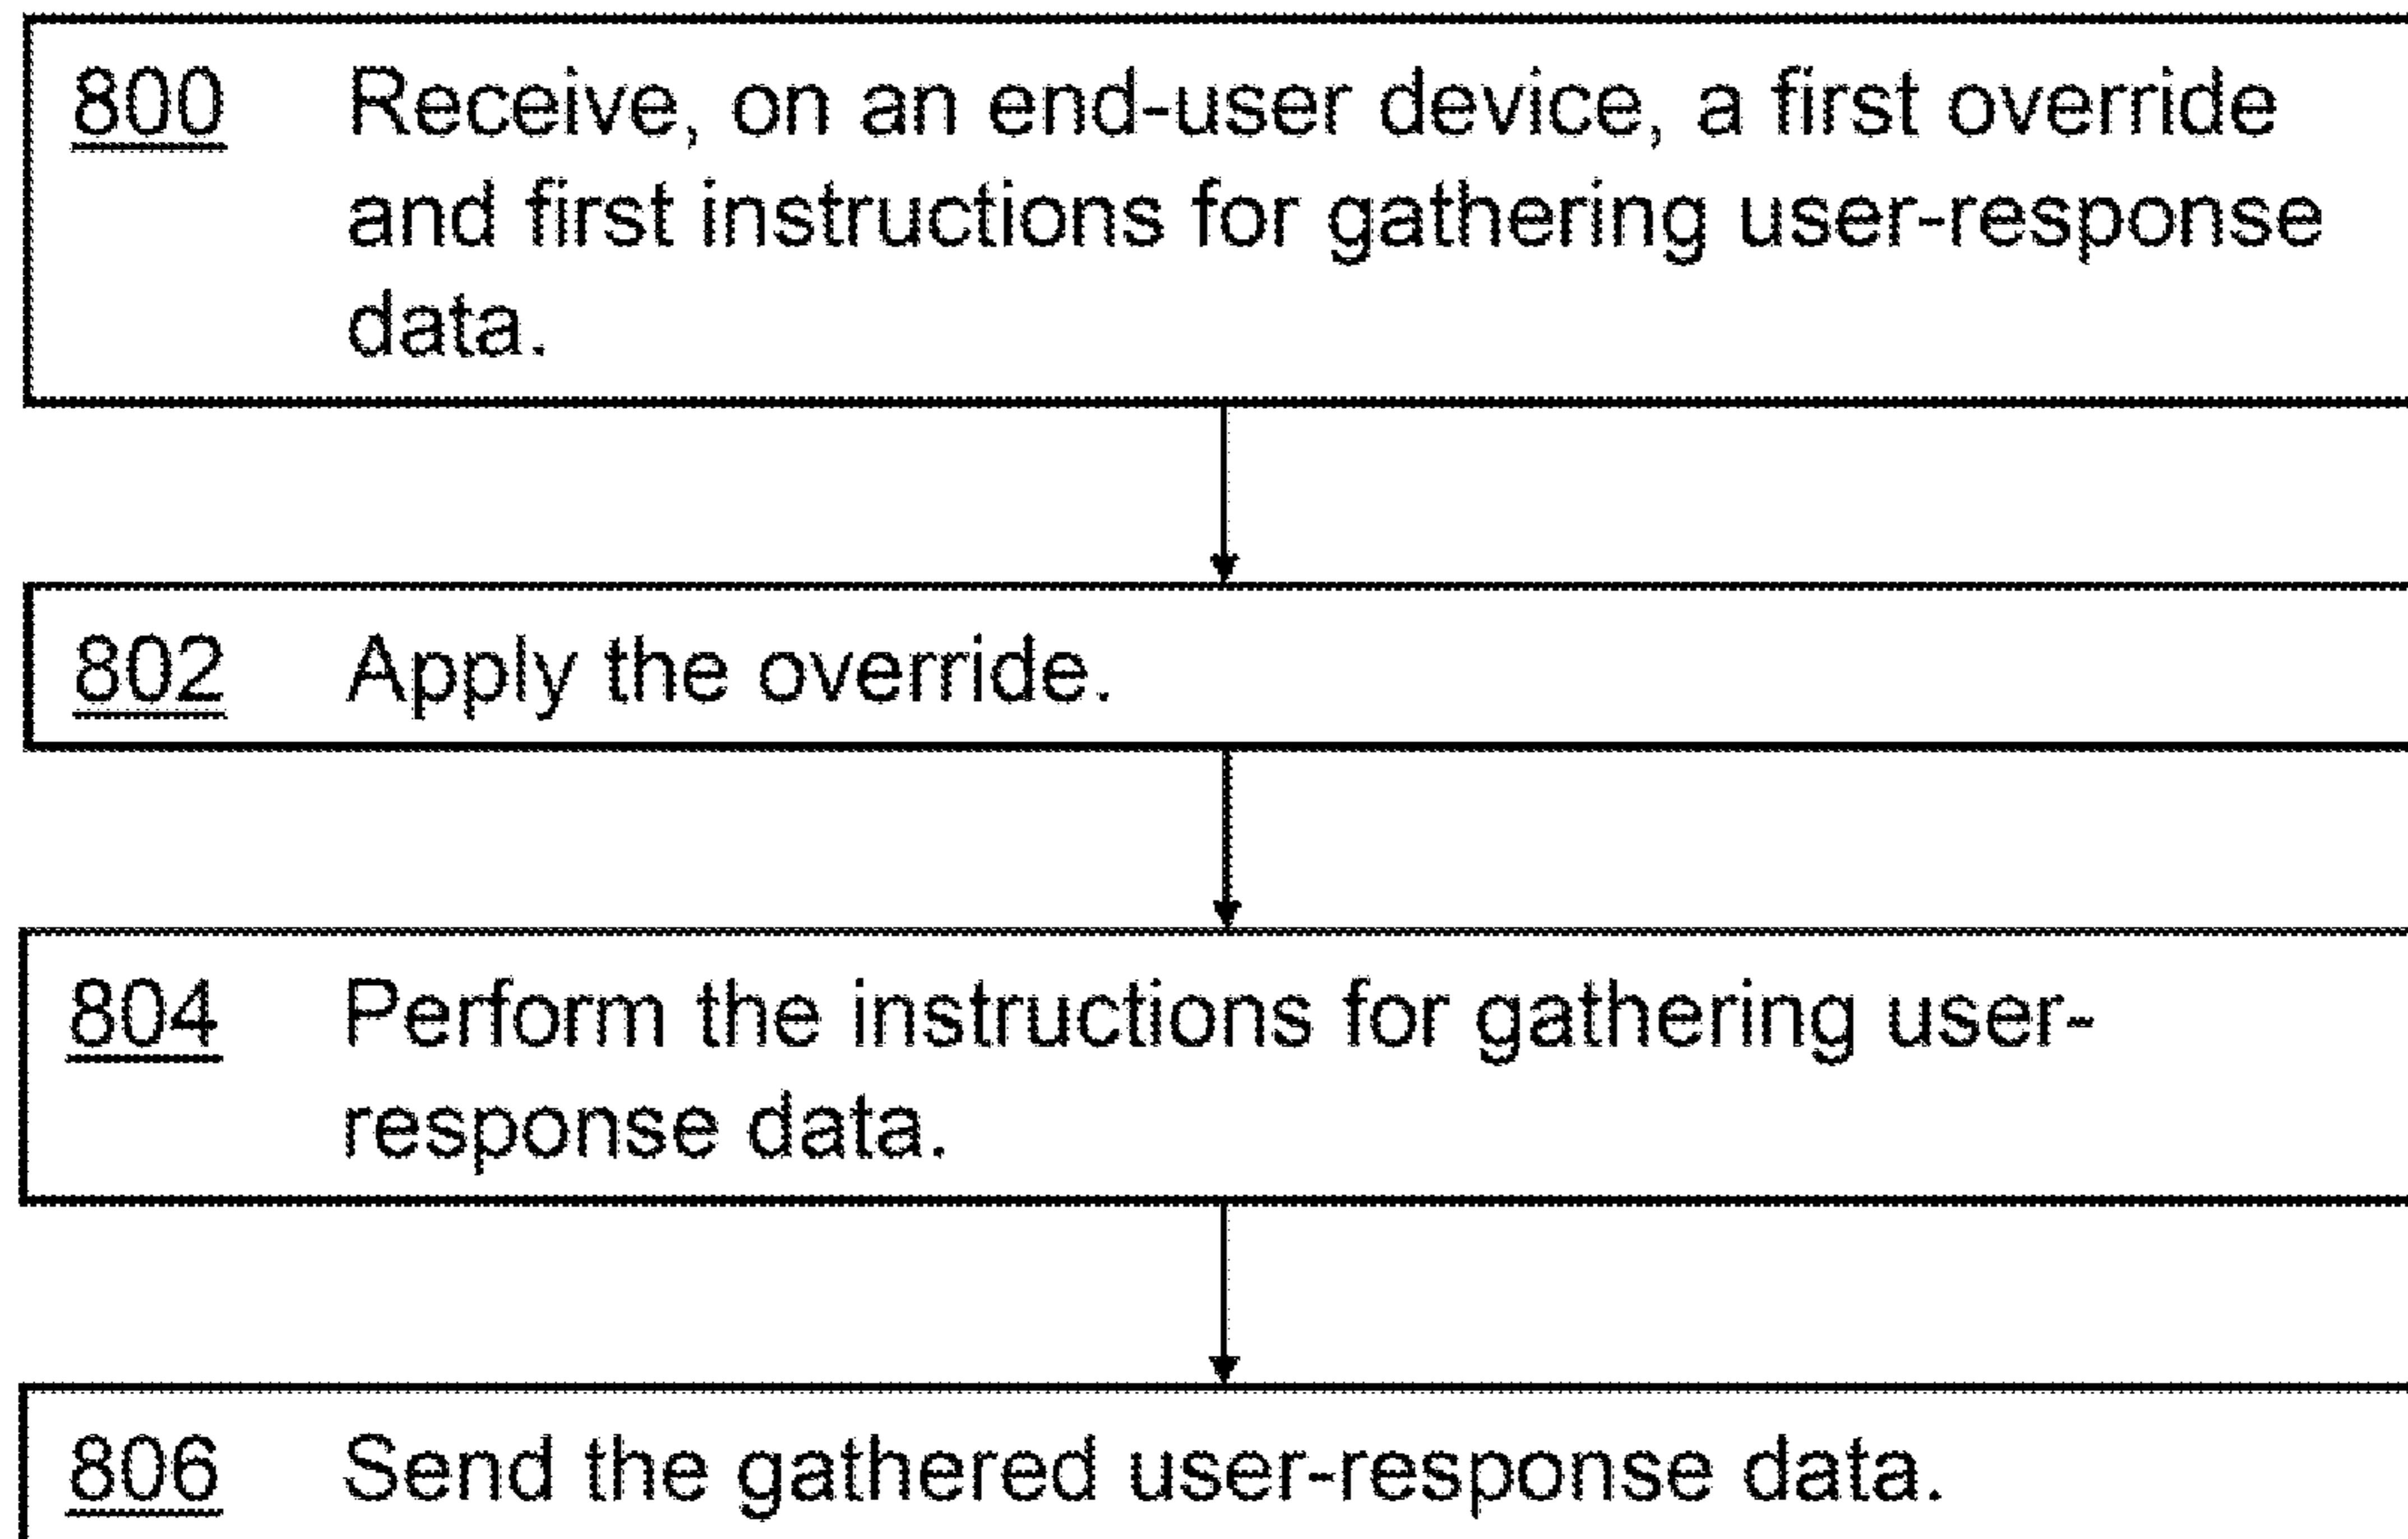 800 Receive, on an end-user device, a first override
and first instructions for gathering user-response
data.
802 Apply the override.
804 Perform the instructions for gathering user-
response data.
806 Send the gathered user-response data.